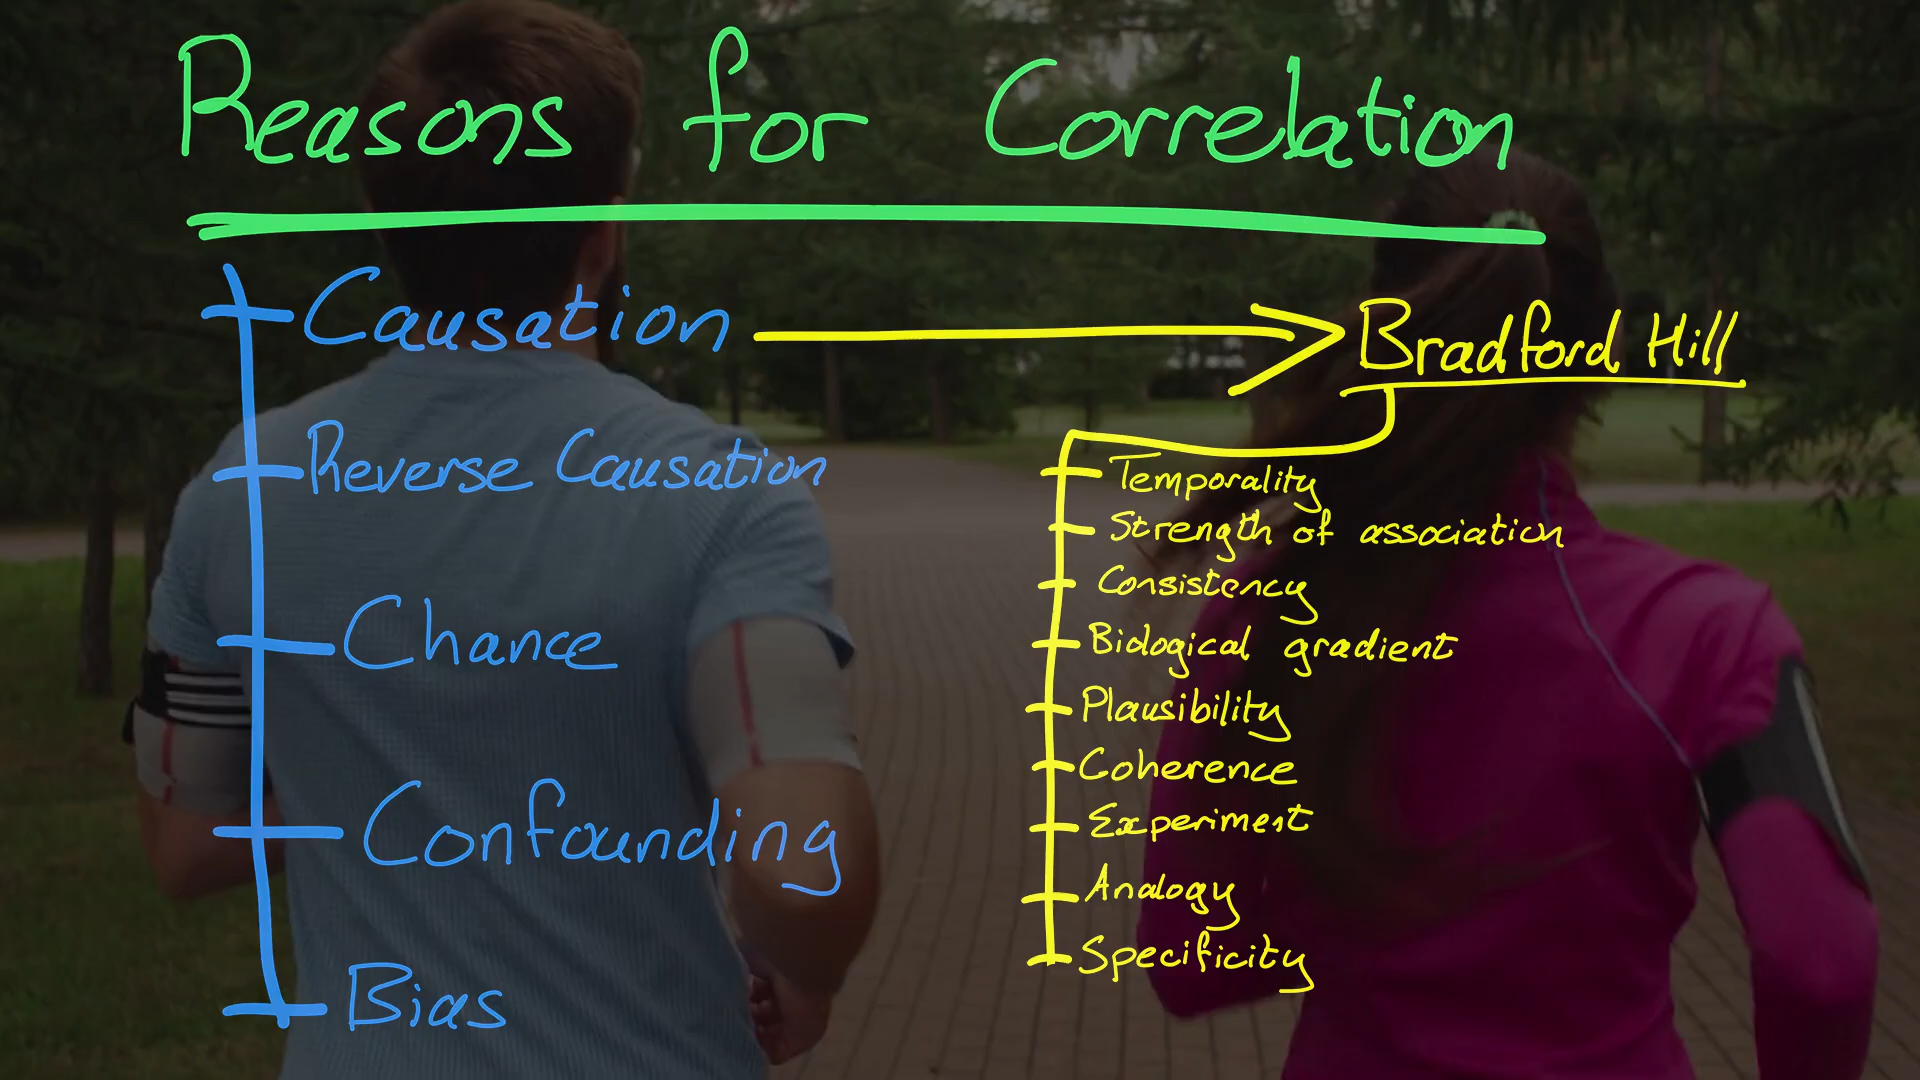 Reasons for Correlation
Causation
Bradford Hill
Reverse Causation
Chance
Confounding
Bias
Temporality
Strength of association
Consistency
Biological gradient
Plausibility
Coherence
Experiment
Analogy
Specificity